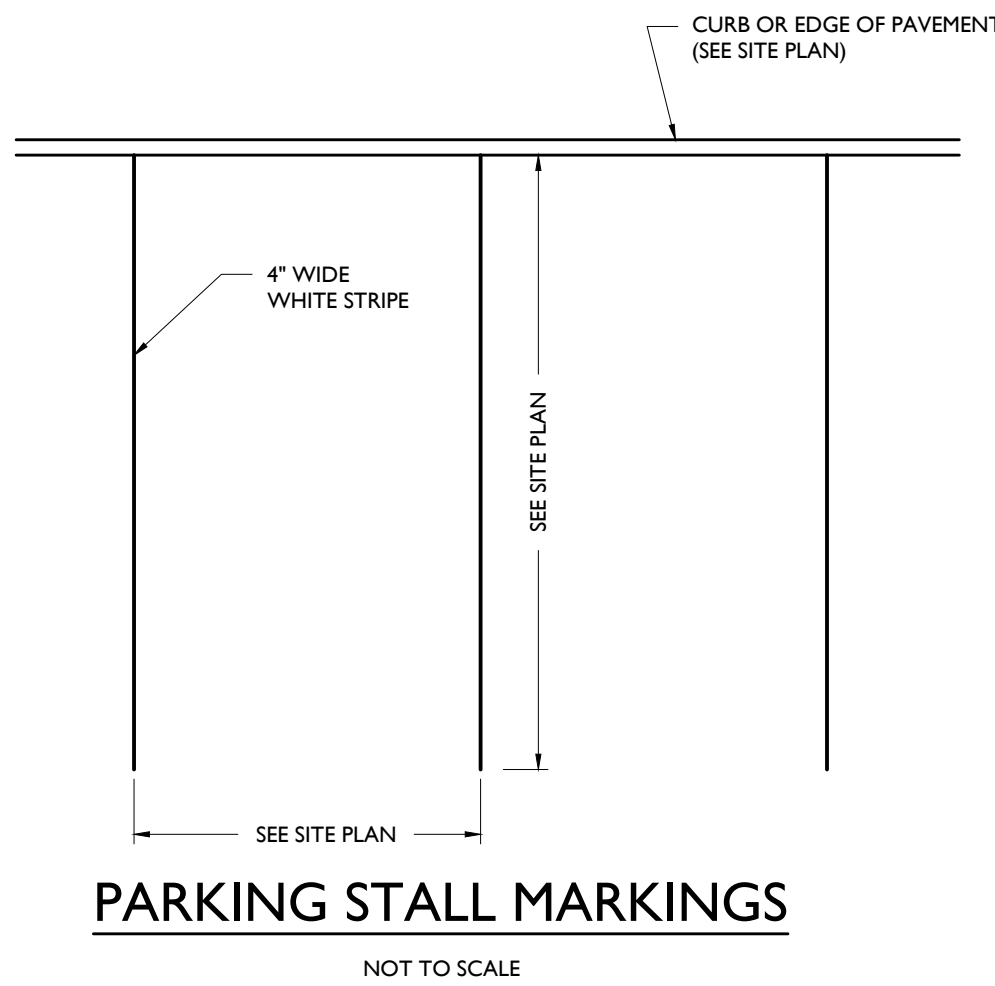 CURB OR EDGE OF PAVEMENT
(SEE SITE PLAN)
4" WIDE
WHITE STRIPE
SEE SITE PLAN
SEE SITE PLAN
PARKING STALL MARKINGS
NOT TO SCALE